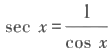 sec x = 1/cos x